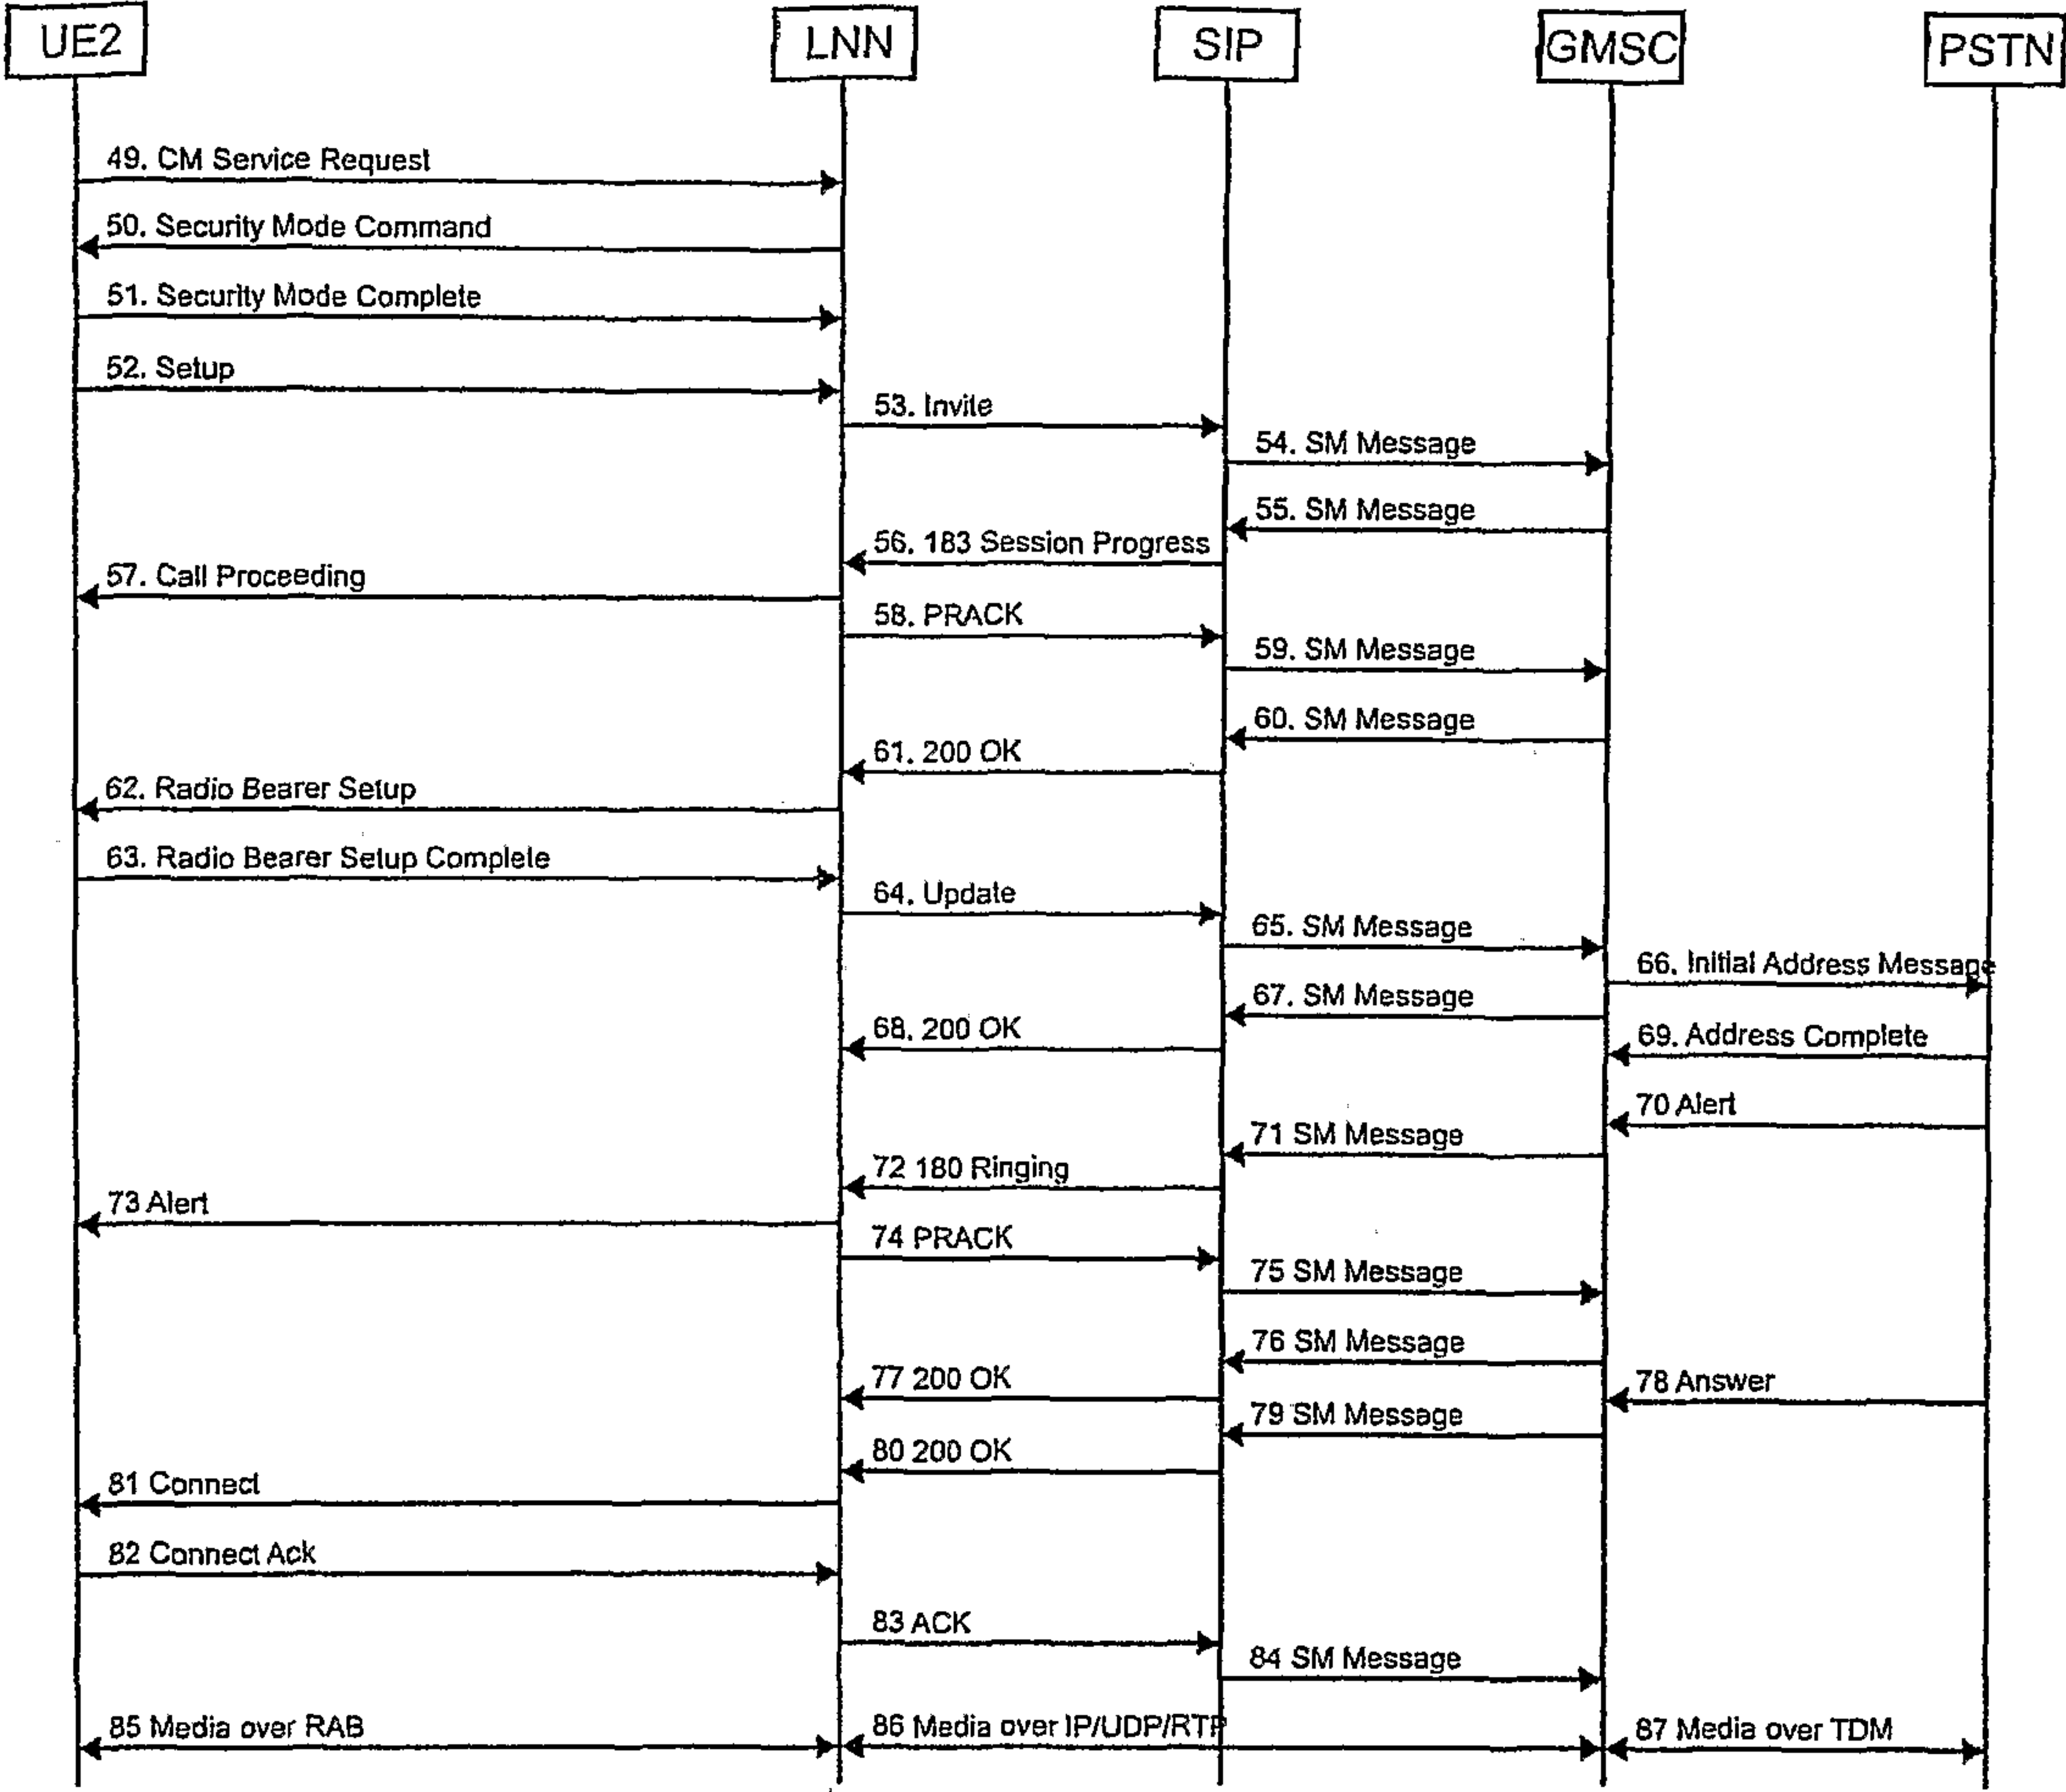 UE2
LNN
SIP
GMSC
PSTN
49. CM Service Request
50. Security Mode Command
51. Security Mode Complete
52. Setup
53. Invite
54. SM Message
55. SM Message
56. 183 Session Progress
57. Call Proceeding
58. PRACK
59. SM Message
60. SM Message
61. 200 OK
62. Radio Bearer Setup
63. Radio Bearer Setup Complete
64. Update
65. SM Message
66. Initial Address Message
67. SM Message
68. 200 OK
69. Address Complete
70 Alert
71 SM Message
72 180 Ringing
73 Alert
74 PRACK
75 SM Message
76 SM Message
77 200 OK
78 Answer
79 SM Message
80 200 OK
81 Connect
82 Connect Ack
83 ACK
84 SM Message
85 Media over RAB
86 Media over IP/UDP/RTP
87 Media over TDM